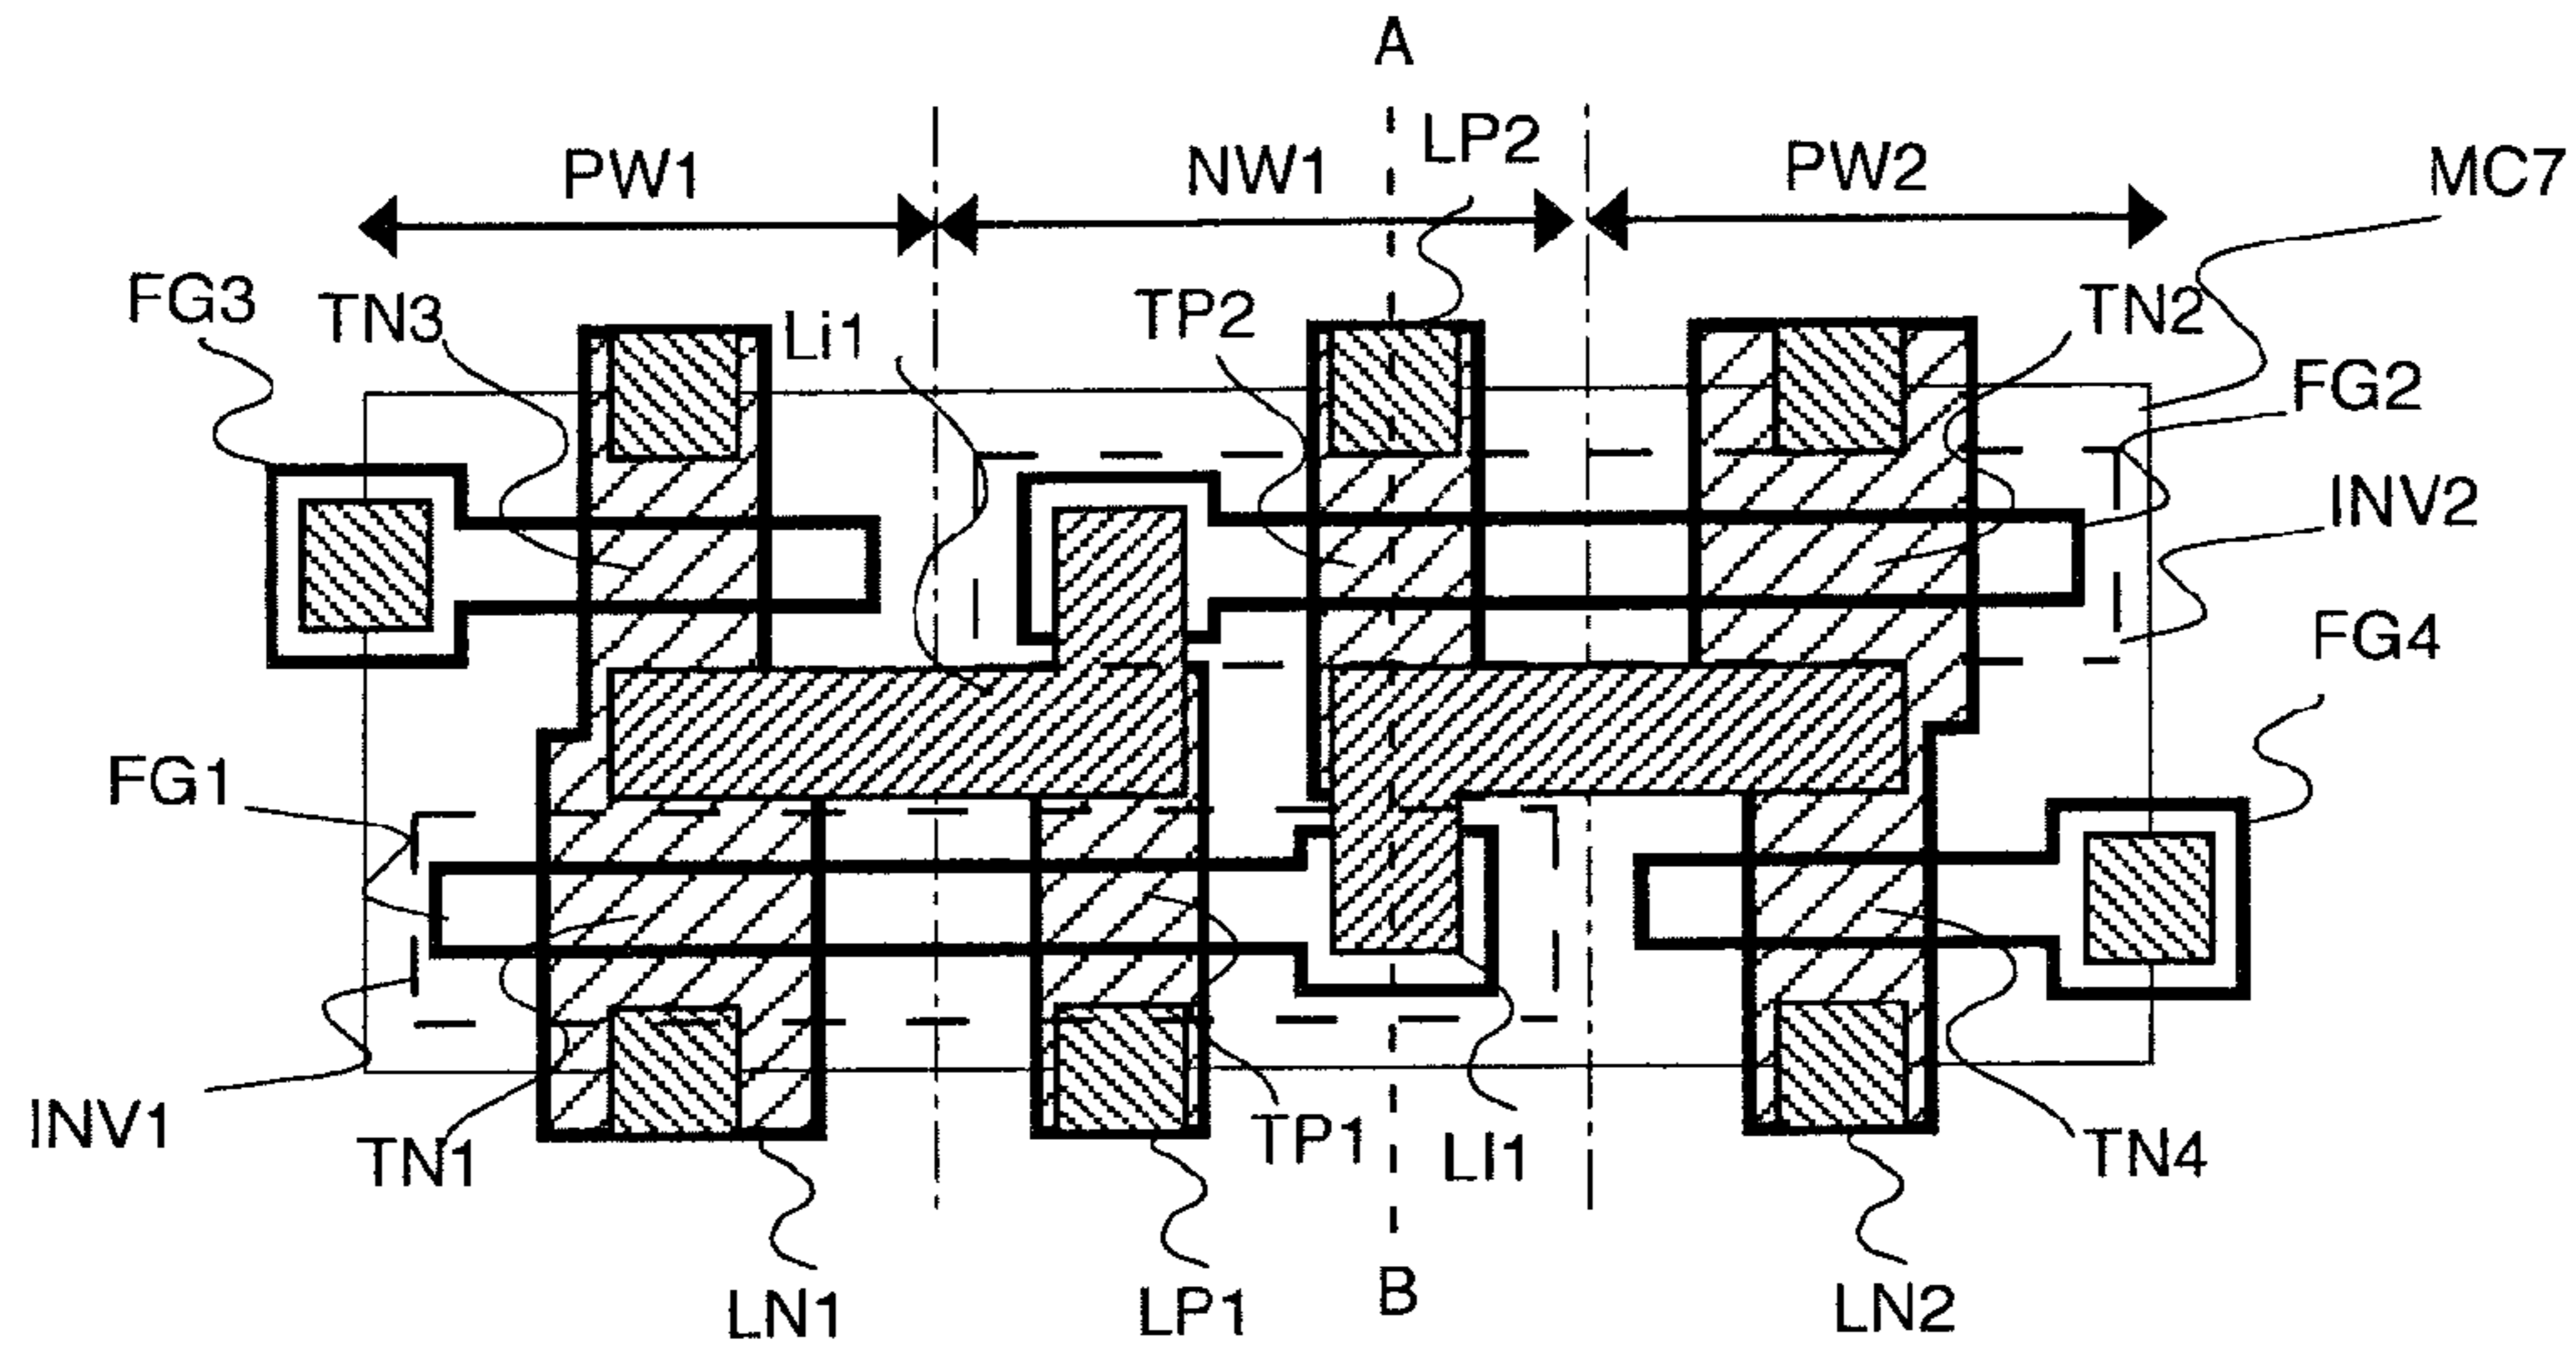 A
LP2
PW1
NW1
PW2
MC7
FG3
TN3
Li1
TP2
TN2
FG2
INV2
FG4
FG1
INV1
TN1
TP1
LI1
TN4
LN1
LP1
B
LN2